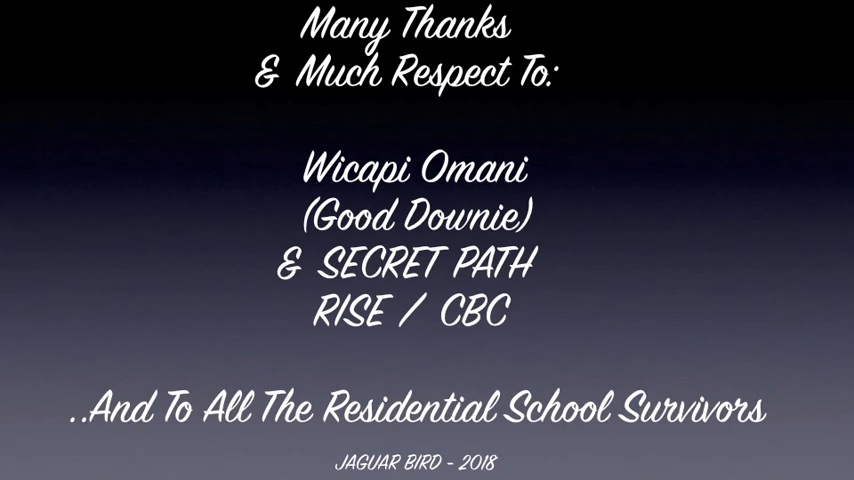 Many Thanks
& Much Respect To:
Wicapi Omani
(Good Downie)
& SECRET PATH
RISE / CBC
..And To All The Residential School Survivors
JAGUAR BIRD - 2018